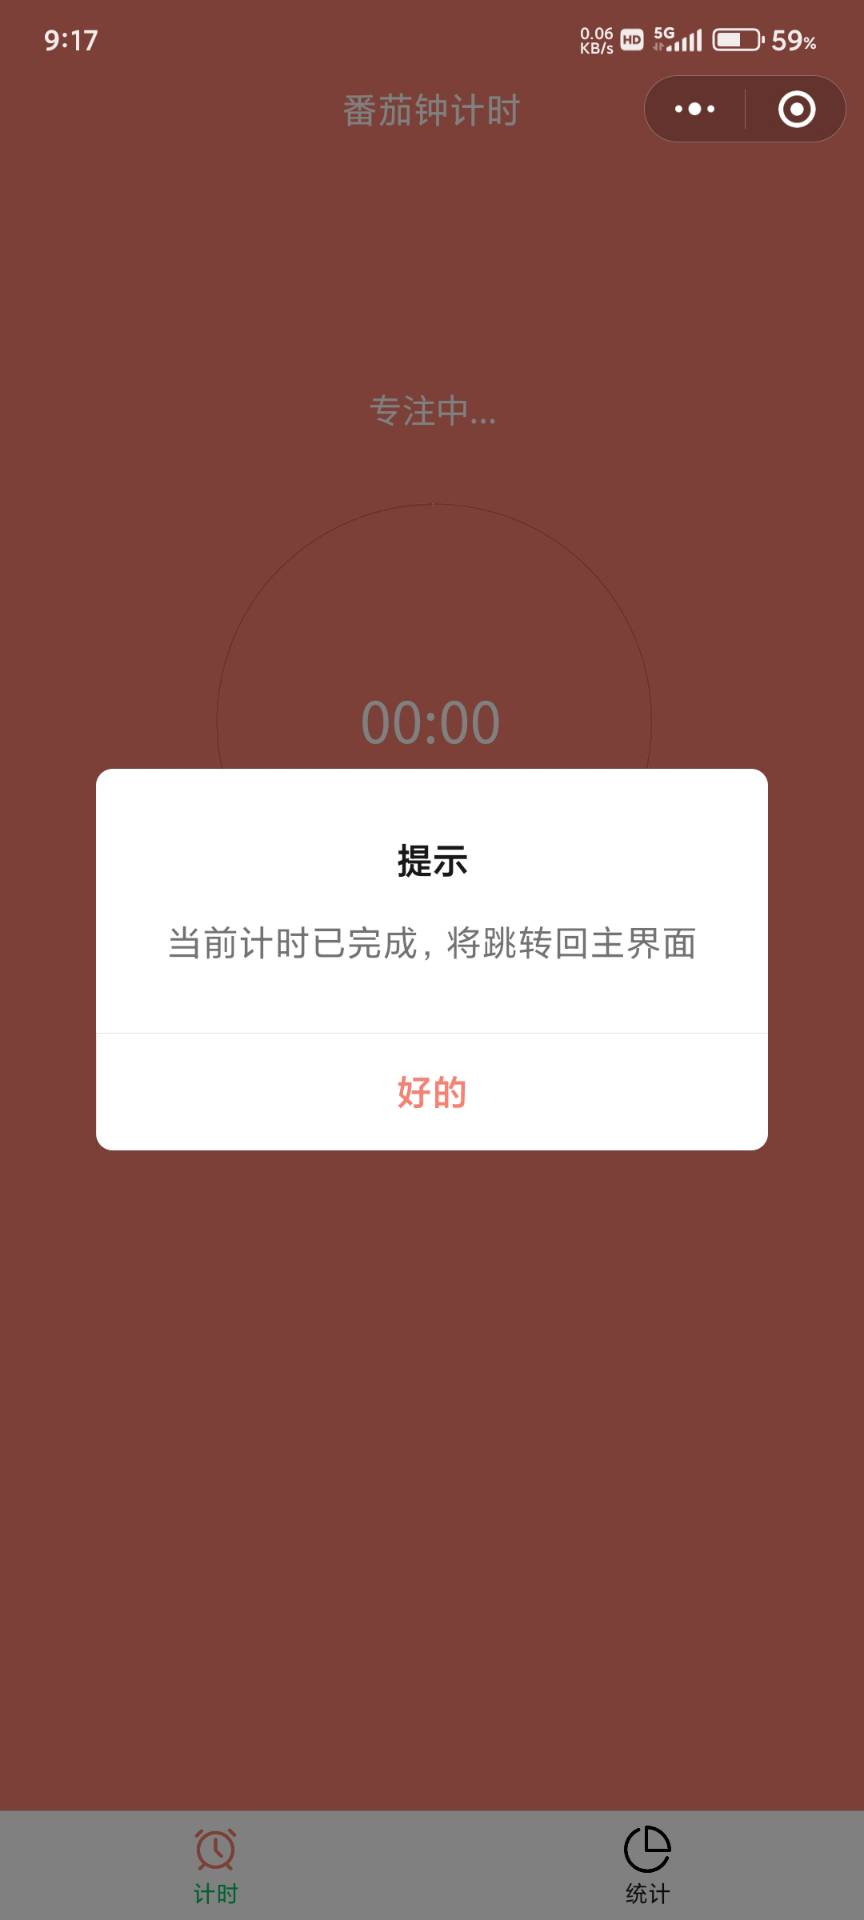 9:17
0.06 KB/s HD 5G 59%
番茄钟计时
专注中...
00:00
提示
当前计时已完成，将跳转回主界面
好的
计时 统计